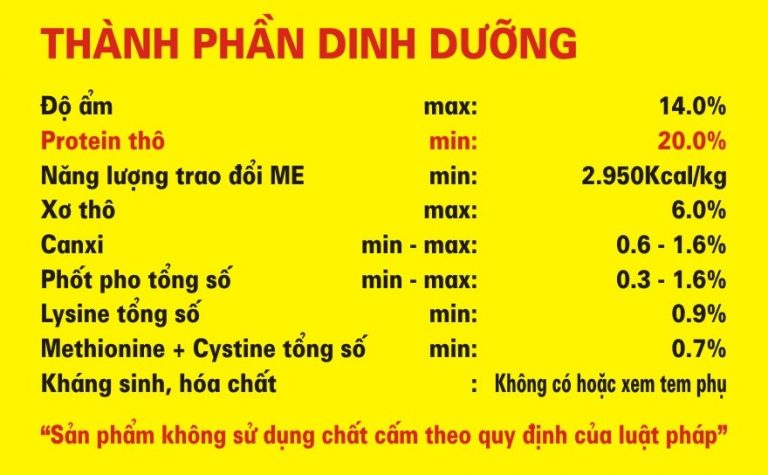 THÀNH PHẦN DINH DƯỠNG
Độ ẩm max: 14.0%
Protein thô min: 20.0%
Năng lượng trao đổi ME min: 2.950Kcal/kg
Xơ thô max: 6.0%
Canxi min - max: 0.6 - 1.6%
Phốt pho tổng số min - max: 0.3 - 1.6%
Lysine tổng số min: 0.9%
Methionine + Cystine tổng số min: 0.7%
Kháng sinh, hóa chất : Không có hoặc xem tem phụ
“Sản phẩm không sử dụng chất cấm theo quy định của luật pháp”